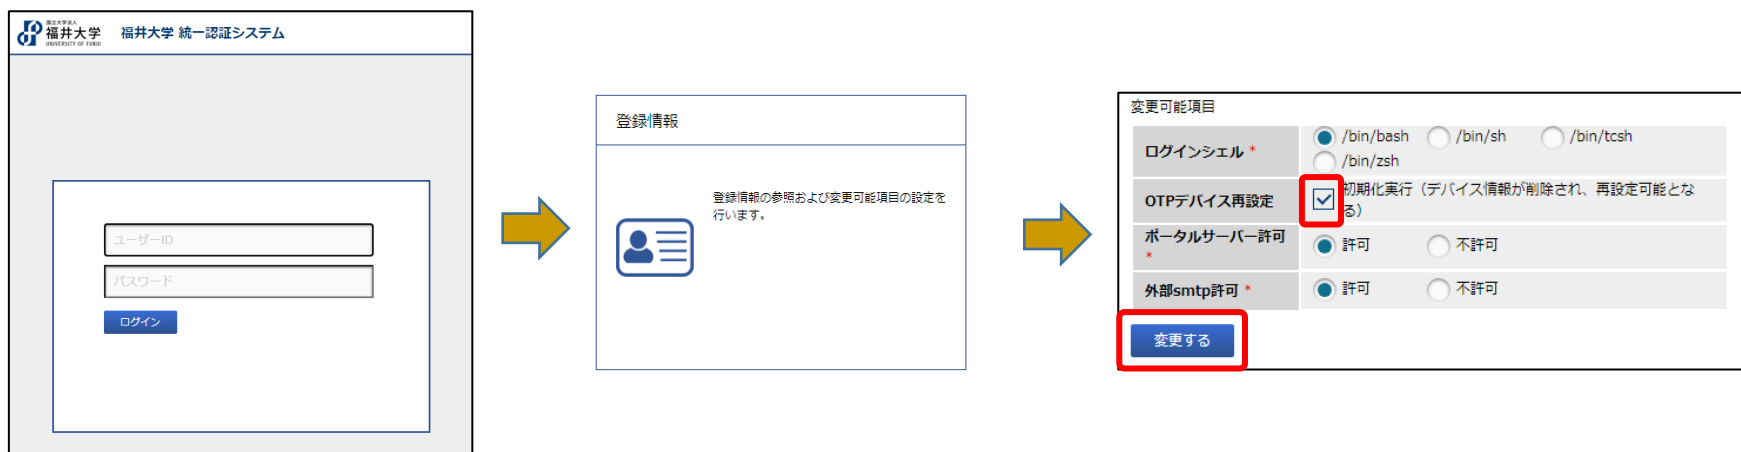 国立大学法人
福井大学
UNIVERSITY OF FUKUI
福井大学 統一認証システム
ユーザーID
パスワード
ログイン
登録情報
登録情報の参照および変更可能項目の設定を
行います。
変更可能項目
ログインシェル *
/bin/bash /bin/sh /bin/tcsh
/bin/zsh
OTPデバイス再設定
初期化実行（デバイス情報が削除され、再設定可能とな
る）
ポータルサーバー許可
*
許可 不許可
外部smtp許可 *
許可 不許可
変更する